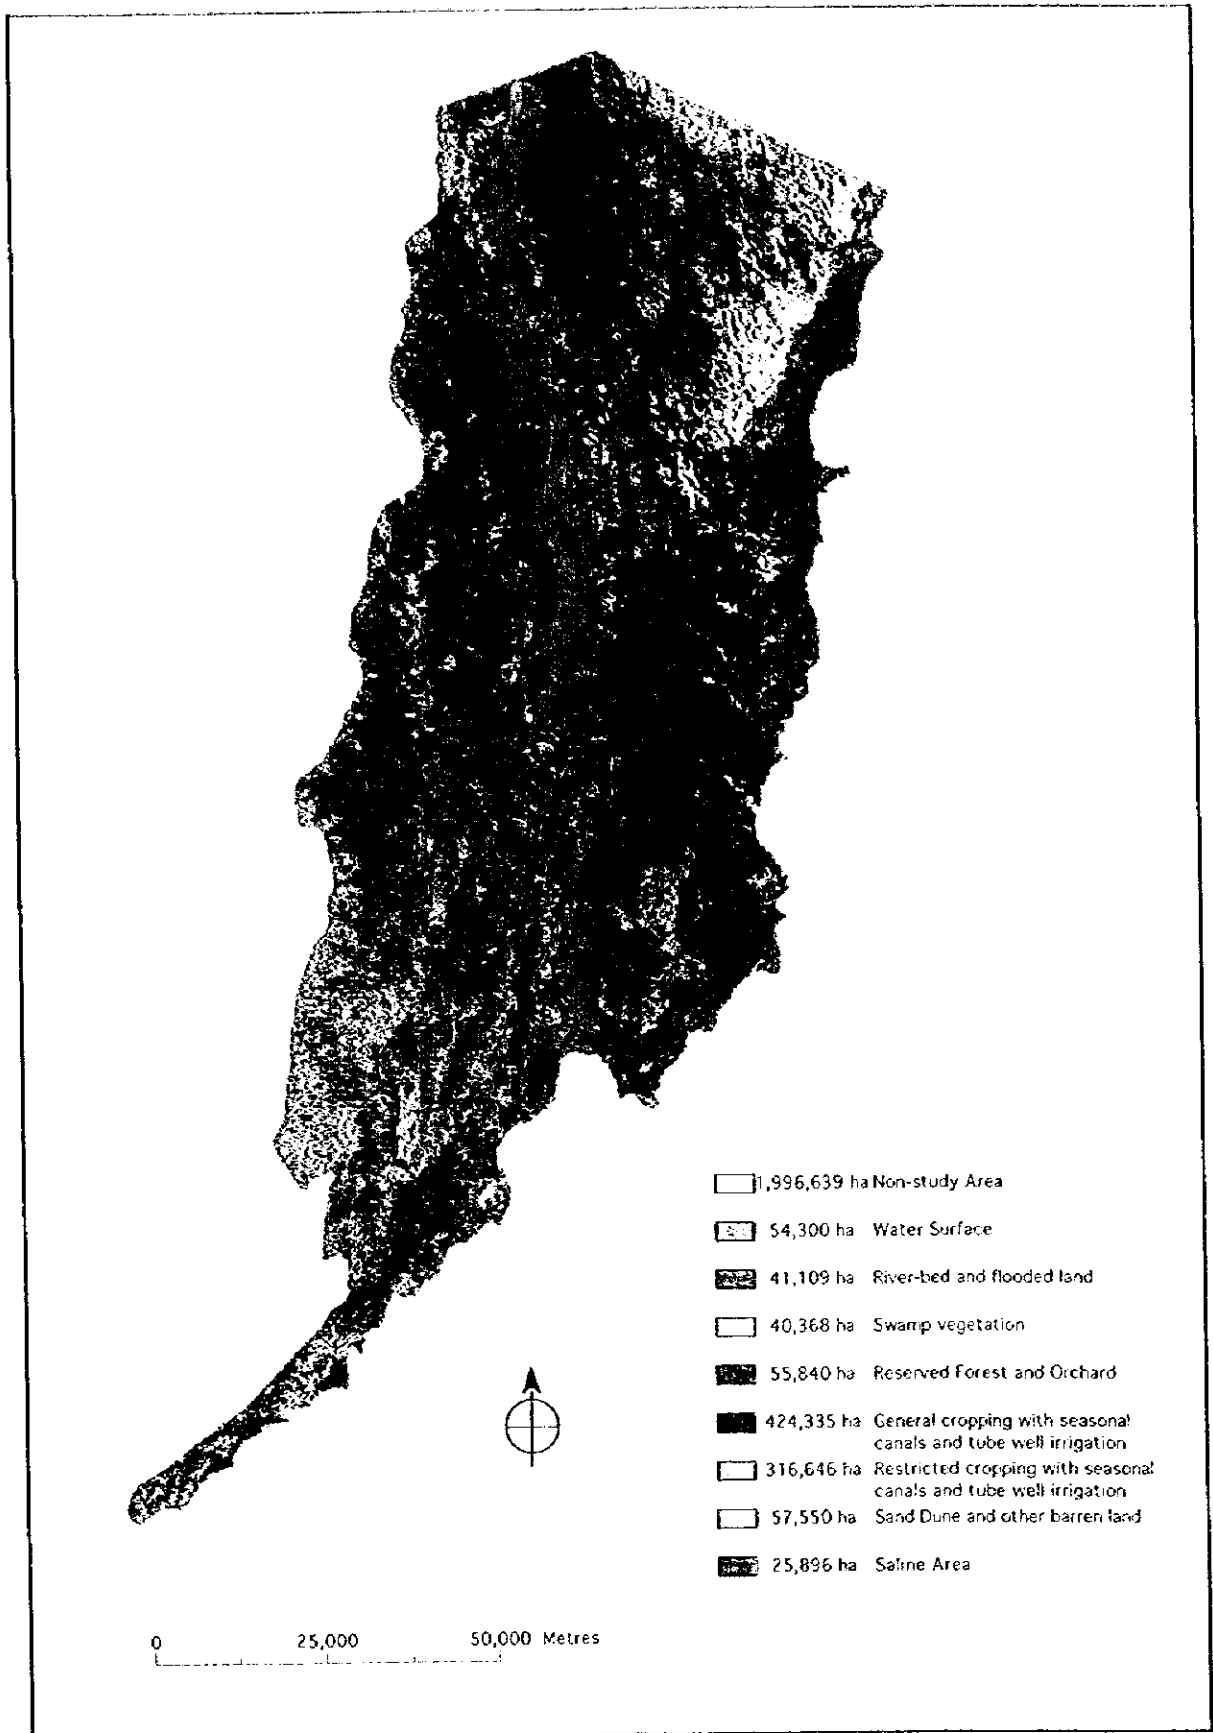 1,996,639 ha Non-study Area
54,300 ha Water Surface
41,109 ha River-bed and flooded land
40,368 ha Swamp vegetation
55,840 ha Reserved Forest and Orchard
424,335 ha General cropping with seasonal
canals and tube well irrigation
316,646 ha Restricted cropping with seasonal
canals and tube well irrigation
57,550 ha Sand Dune and other barren land
25,896 ha Saline Area
0 25,000 50,000 Metres